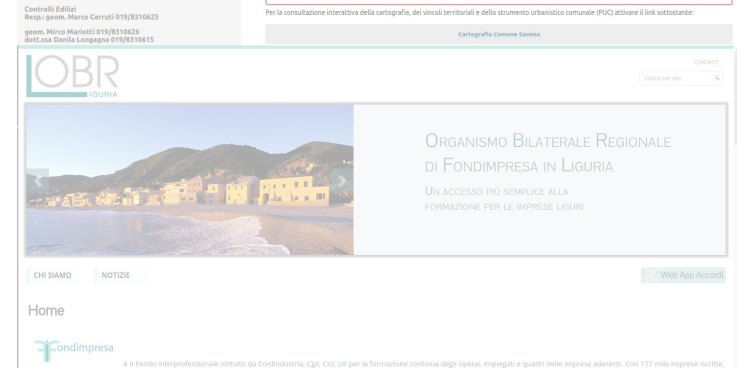 Controlli Edilizi
Resp.: geom. Marco Cerruti 019/8310623
geom. Mirco Mariotti 019/8310626
dott.ssa Danila Longagna 019/8310615
Per la consultazione interattiva della cartografia, dei vincoli territoriali e dello strumento urbanistico comunale (PUC) attivare il link sottostante:
Cartografia Comune Savona
OBR
LIGURIA
CONTATTI
Cerca nel sito
Organismo Bilaterale Regionale
di Fondimpresa in Liguria
Un accesso più semplice alla
formazione per le imprese liguri
CHI SIAMO
NOTIZIE
Web App Accordi
Home
Fondimpresa
è il Fondo interprofessionale istituito da Confindustria, Cgil, Cisl, Uil per la formazione continua degli operai, impiegati e quadri delle imprese aderenti. Con 177 mila imprese iscritte,